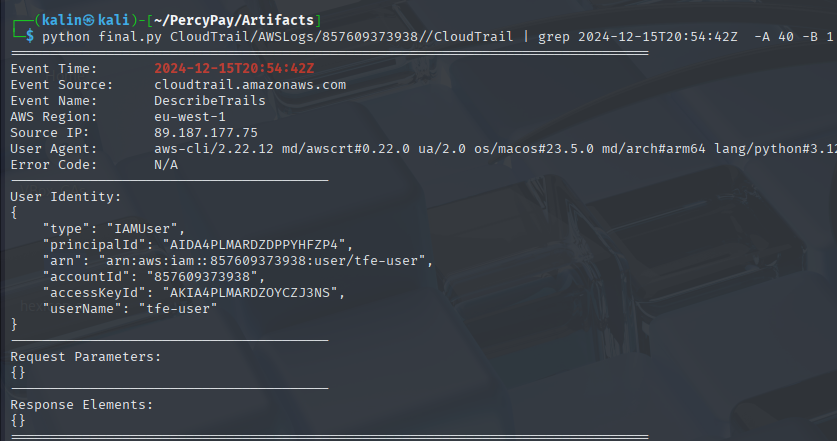 ┌──(kalin㉿kali)-[~/PercyPay/Artifacts]
└─$ python final.py CloudTrail/AWSLogs/857609373938//CloudTrail | grep 2024-12-15T20:54:42Z  -A 40 -B 1
Event Time: 2024-12-15T20:54:42Z
Event Source: cloudtrail.amazonaws.com
Event Name: DescribeTrails
AWS Region: eu-west-1
Source IP: 89.187.177.75
User Agent: aws-cli/2.22.12 md/awscrt#0.22.0 ua/2.0 os/macos#23.5.0 md/arch#arm64 lang/python#3.12
Error Code: N/A
User Identity:
{
    "type": "IAMUser",
    "principalId": "AIDA4PLMARDZDPPYHFZP4",
    "arn": "arn:aws:iam::857609373938:user/tfe-user",
    "accountId": "857609373938",
    "accessKeyId": "AKIA4PLMARDZOYCZJ3NS",
    "userName": "tfe-user"
}
Request Parameters:
{}
Response Elements:
{}